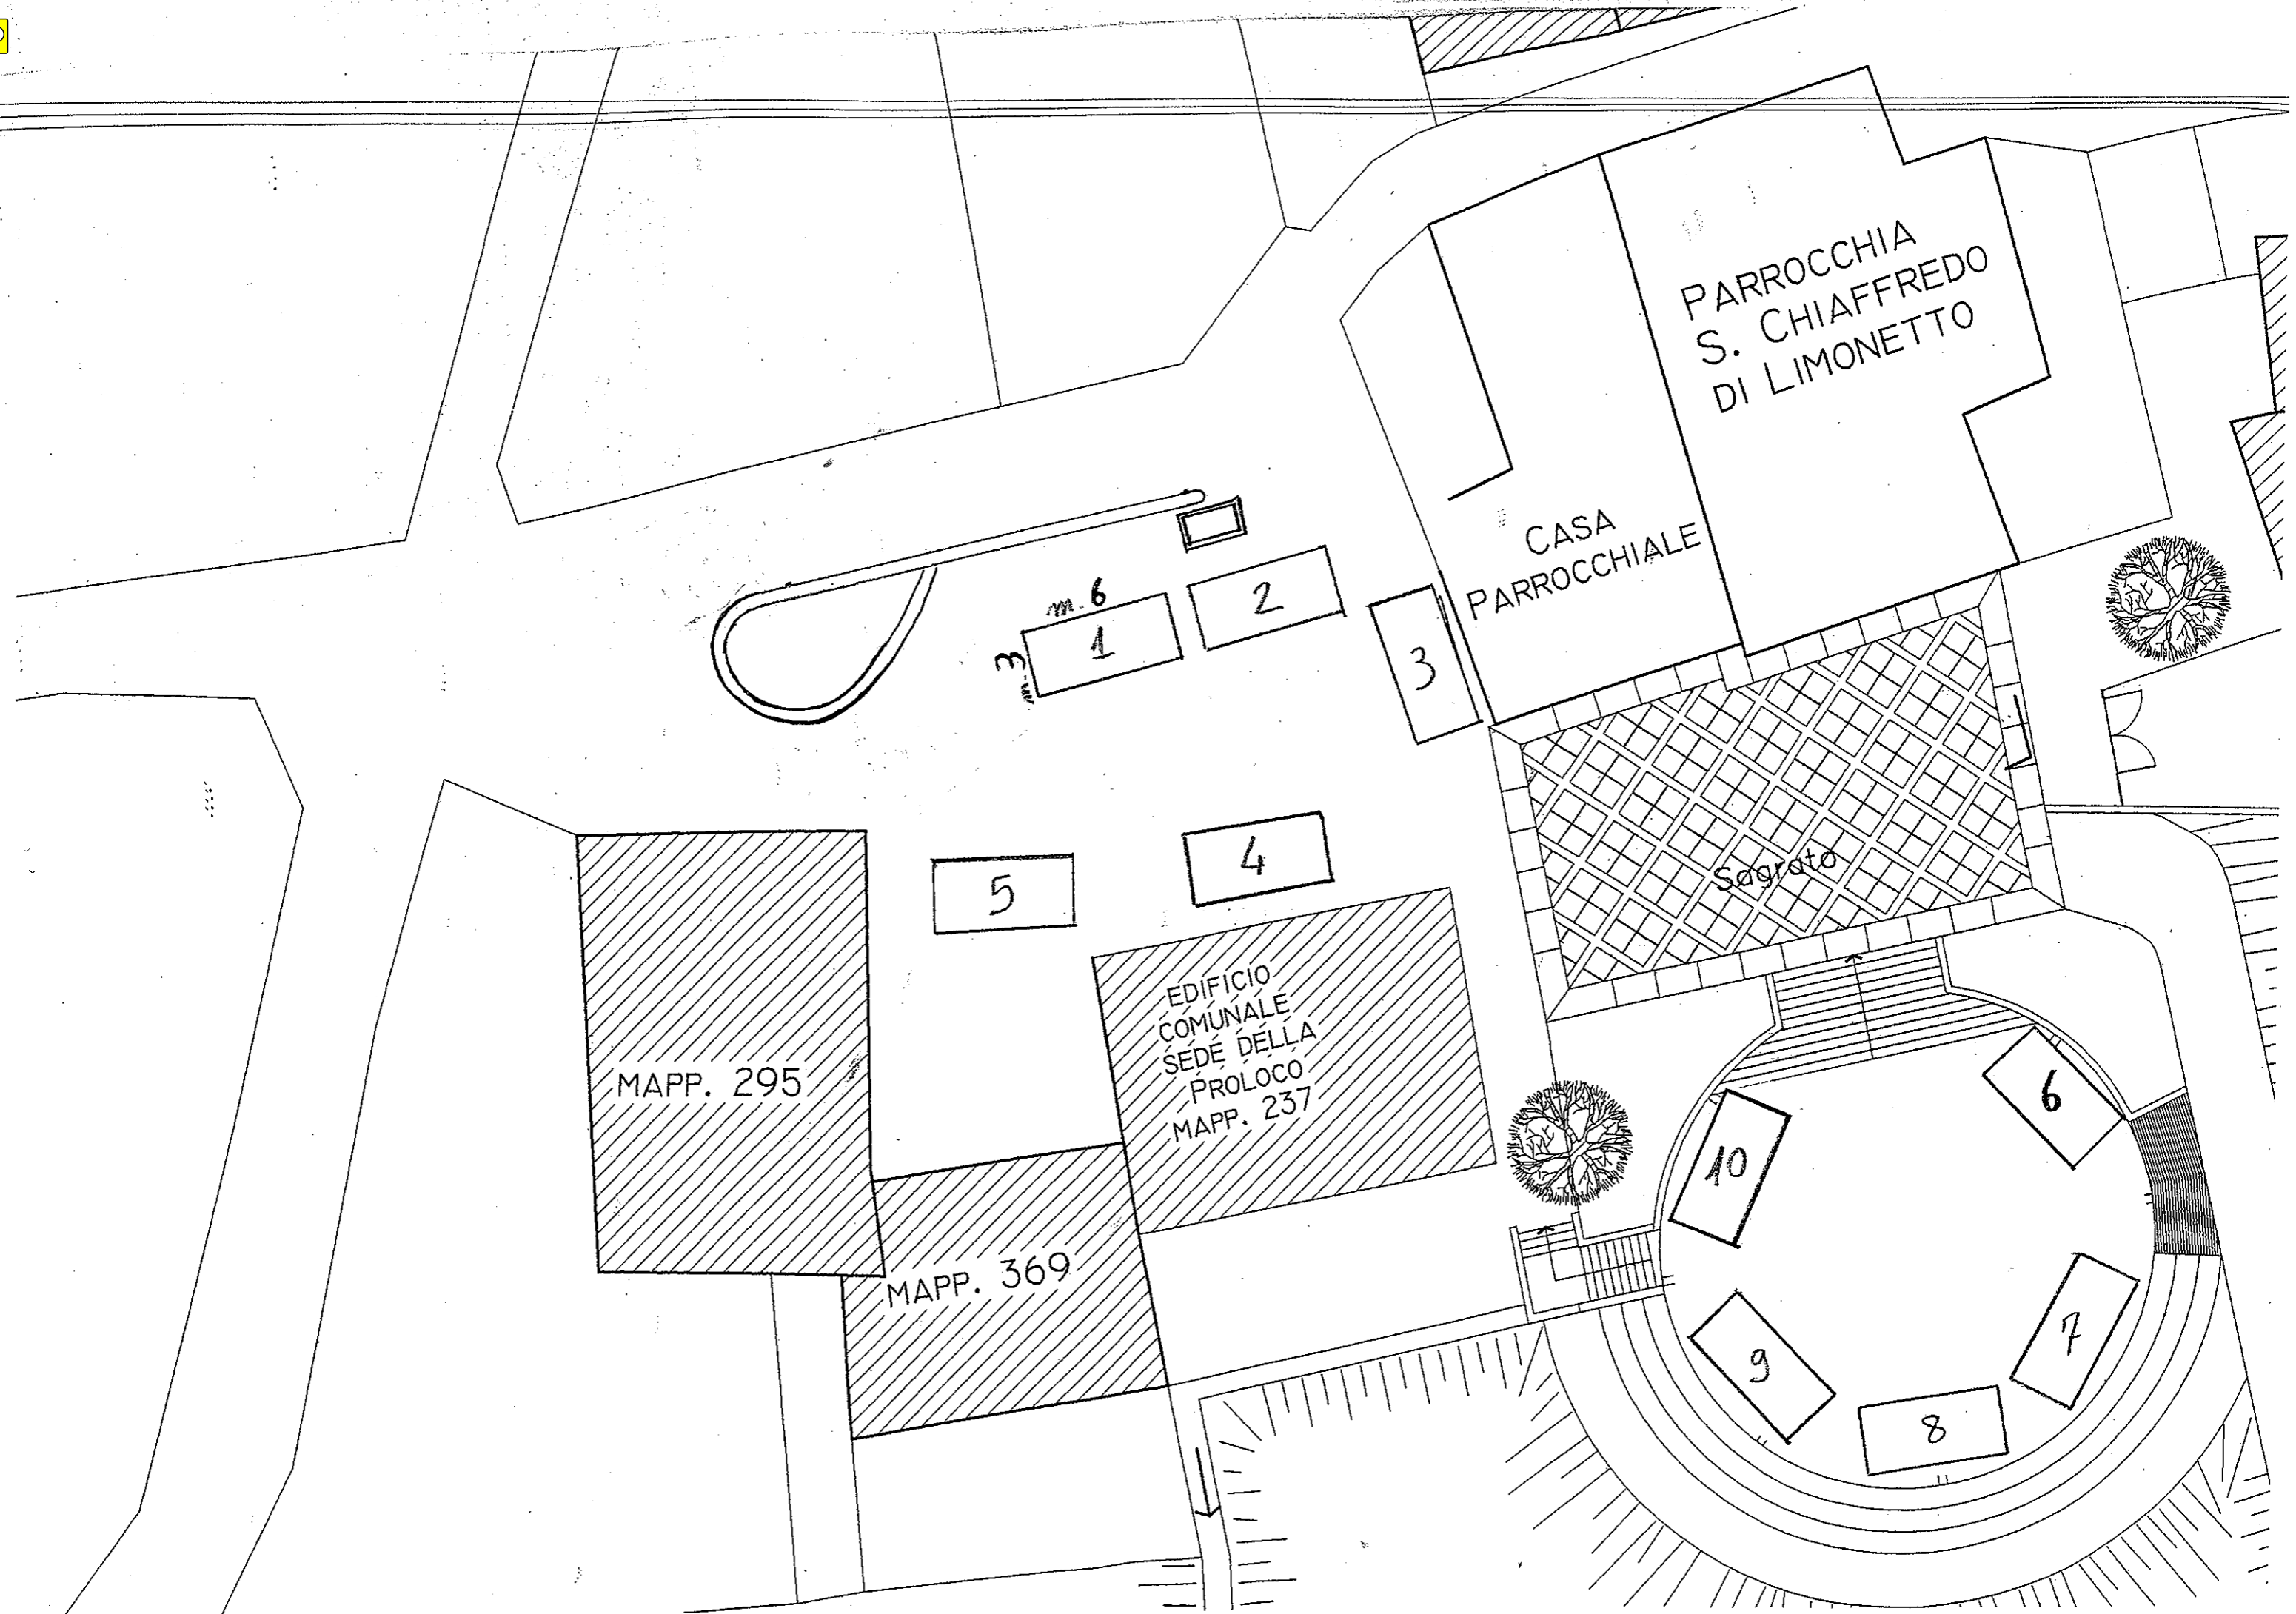 PARROCCHIA
S. CHIAFFREDO
DI LIMONETTO
CASA
PARROCCHIALE
m. 6
m. 3
1
2
3
4
5
Sagrato
EDIFICIO
COMUNALE
SEDE DELLA
PROLOCO
MAPP. 237
MAPP. 295
MAPP. 369
6
10
7
9
8